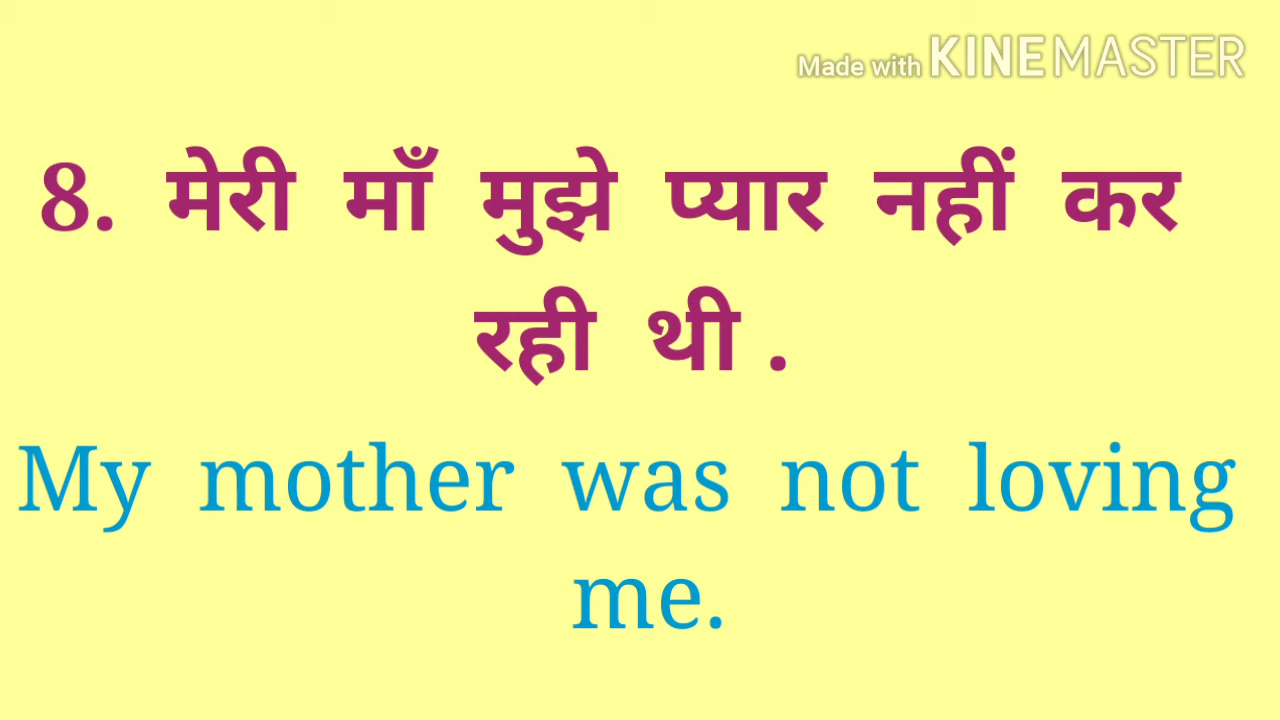 Made with KINEMASTER
8. मेरी माँ मुझे प्यार नहीं कर
रही थी .
My mother was not loving
me.